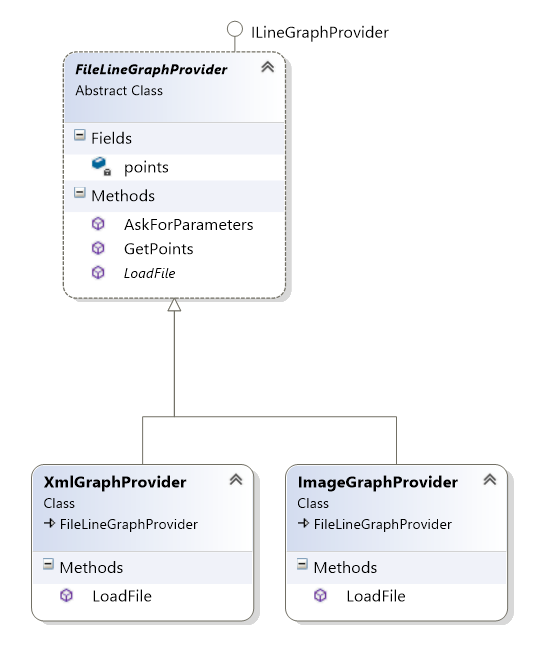 ILineGraphProvider
FileLineGraphProvider
Abstract Class
Fields
points
Methods
AskForParameters
GetPoints
LoadFile
XmlGraphProvider
Class
FileLineGraphProvider
Methods
LoadFile
ImageGraphProvider
Class
FileLineGraphProvider
Methods
LoadFile